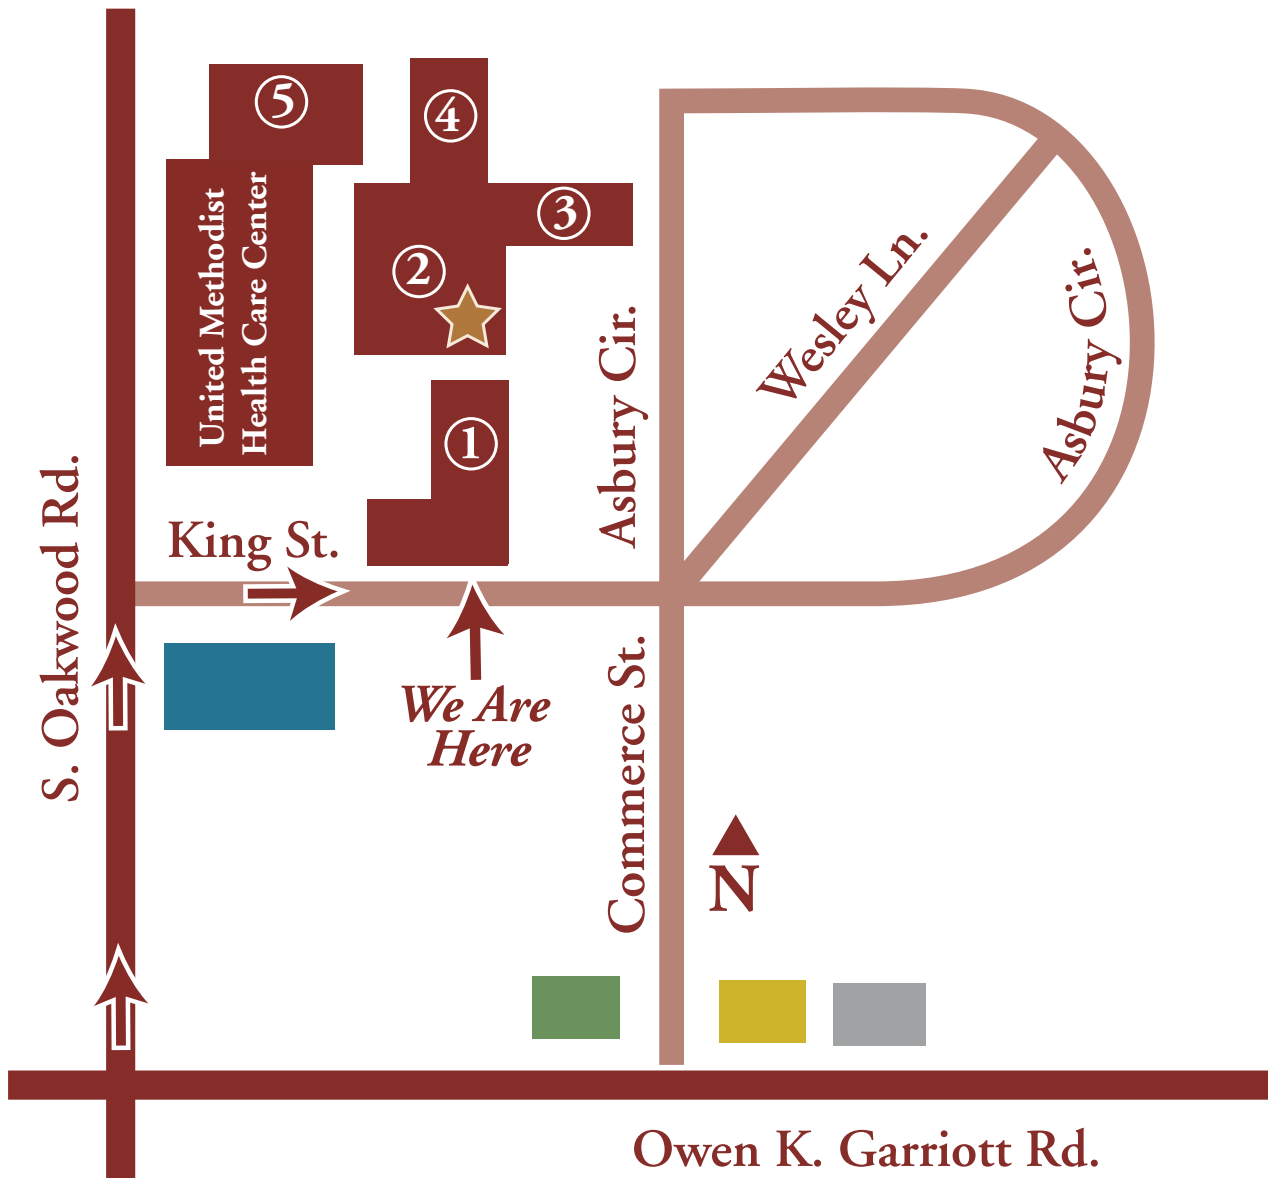 5
4
3
2
1
United Methodist
Health Care Center
King St.
S. Oakwood Rd.
We Are
Here
Asbury Cir.
Wesley Ln.
Asbury Cir.
Commerce St.
N
Owen K. Garriott Rd.